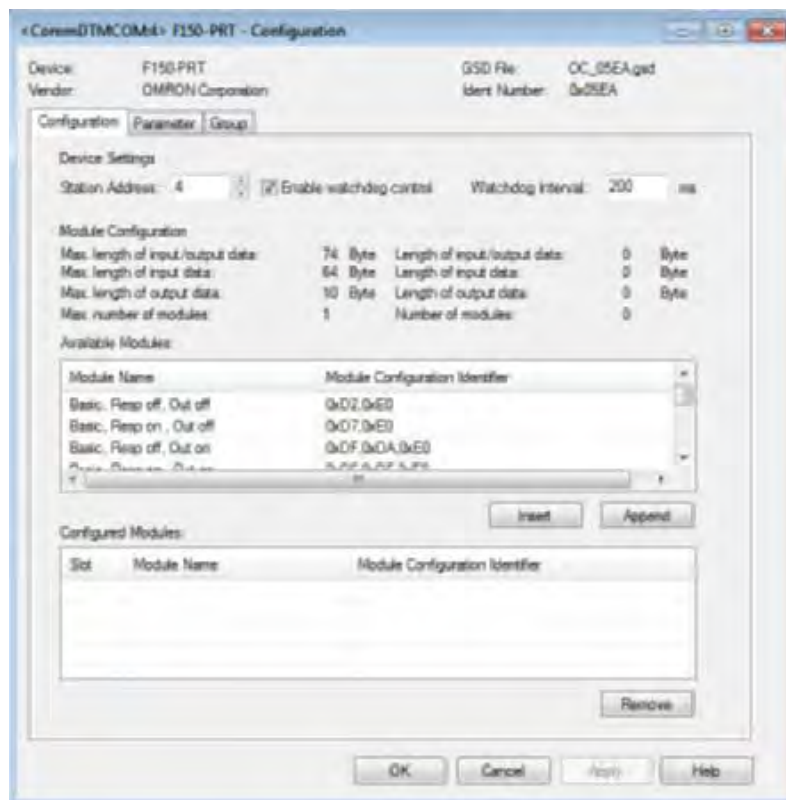 <CommDTMCOM:4> F150-PRT - Configuration
Device: F150-PRT GSD File: OC_05EA.gsd
Vendor: OMRON Corporation Ident Number: 0x05EA
Configuration Parameter Group
Device Settings
Station Address: 4 Enable watchdog control Watchdog interval: 200 ms
Module Configuration
Max. length of input/output data: 74 Byte Length of input/output data: 0 Byte
Max. length of input data: 64 Byte Length of input data: 0 Byte
Max. length of output data: 10 Byte Length of output data: 0 Byte
Max. number of modules: 1 Number of modules: 0
Available Modules:
Module Name Module Configuration Identifier
Basic, Resp off, Out off 0xD2,0xE0
Basic, Resp on , Out off 0xD7,0xE0
Basic, Resp off, Out on 0xDF,0xDA,0xE0
Insert Append
Configured Modules:
Slot Module Name Module Configuration Identifier
Remove
OK Cancel Apply Help